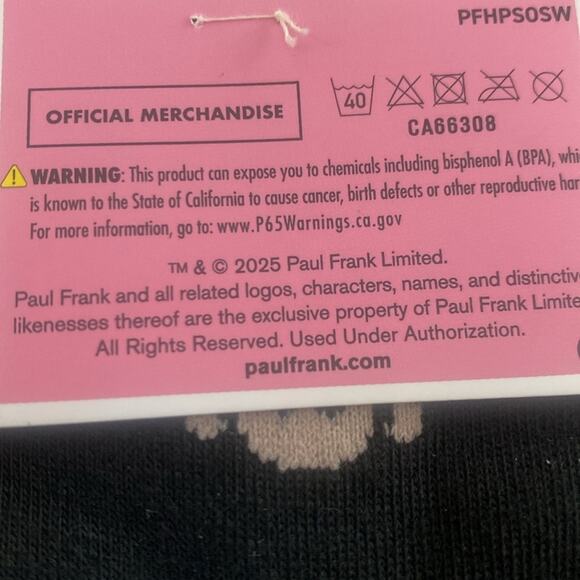 PFHPSOSW
OFFICIAL MERCHANDISE
40
CA66308
WARNING: This product can expose you to chemicals including bisphenol A (BPA),
is known to the State of California to cause cancer, birth defects or other reproductive
For more information, go to: www.P65Warnings.ca.gov
TM & © 2025 Paul Frank Limited.
Paul Frank and all related logos, characters, names, and
likenesses thereof are the exclusive property of Paul Frank
All Rights Reserved. Used Under Authorization.
paulfrank.com